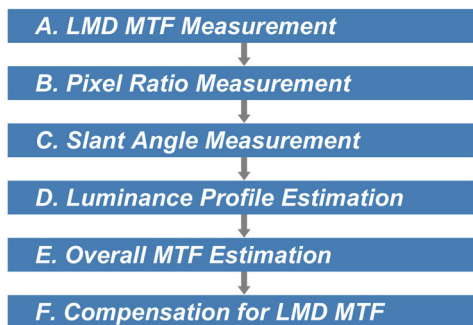 A. LMD MTF Measurement
B. Pixel Ratio Measurement
C. Slant Angle Measurement
D. Luminance Profile Estimation
E. Overall MTF Estimation
F. Compensation for LMD MTF